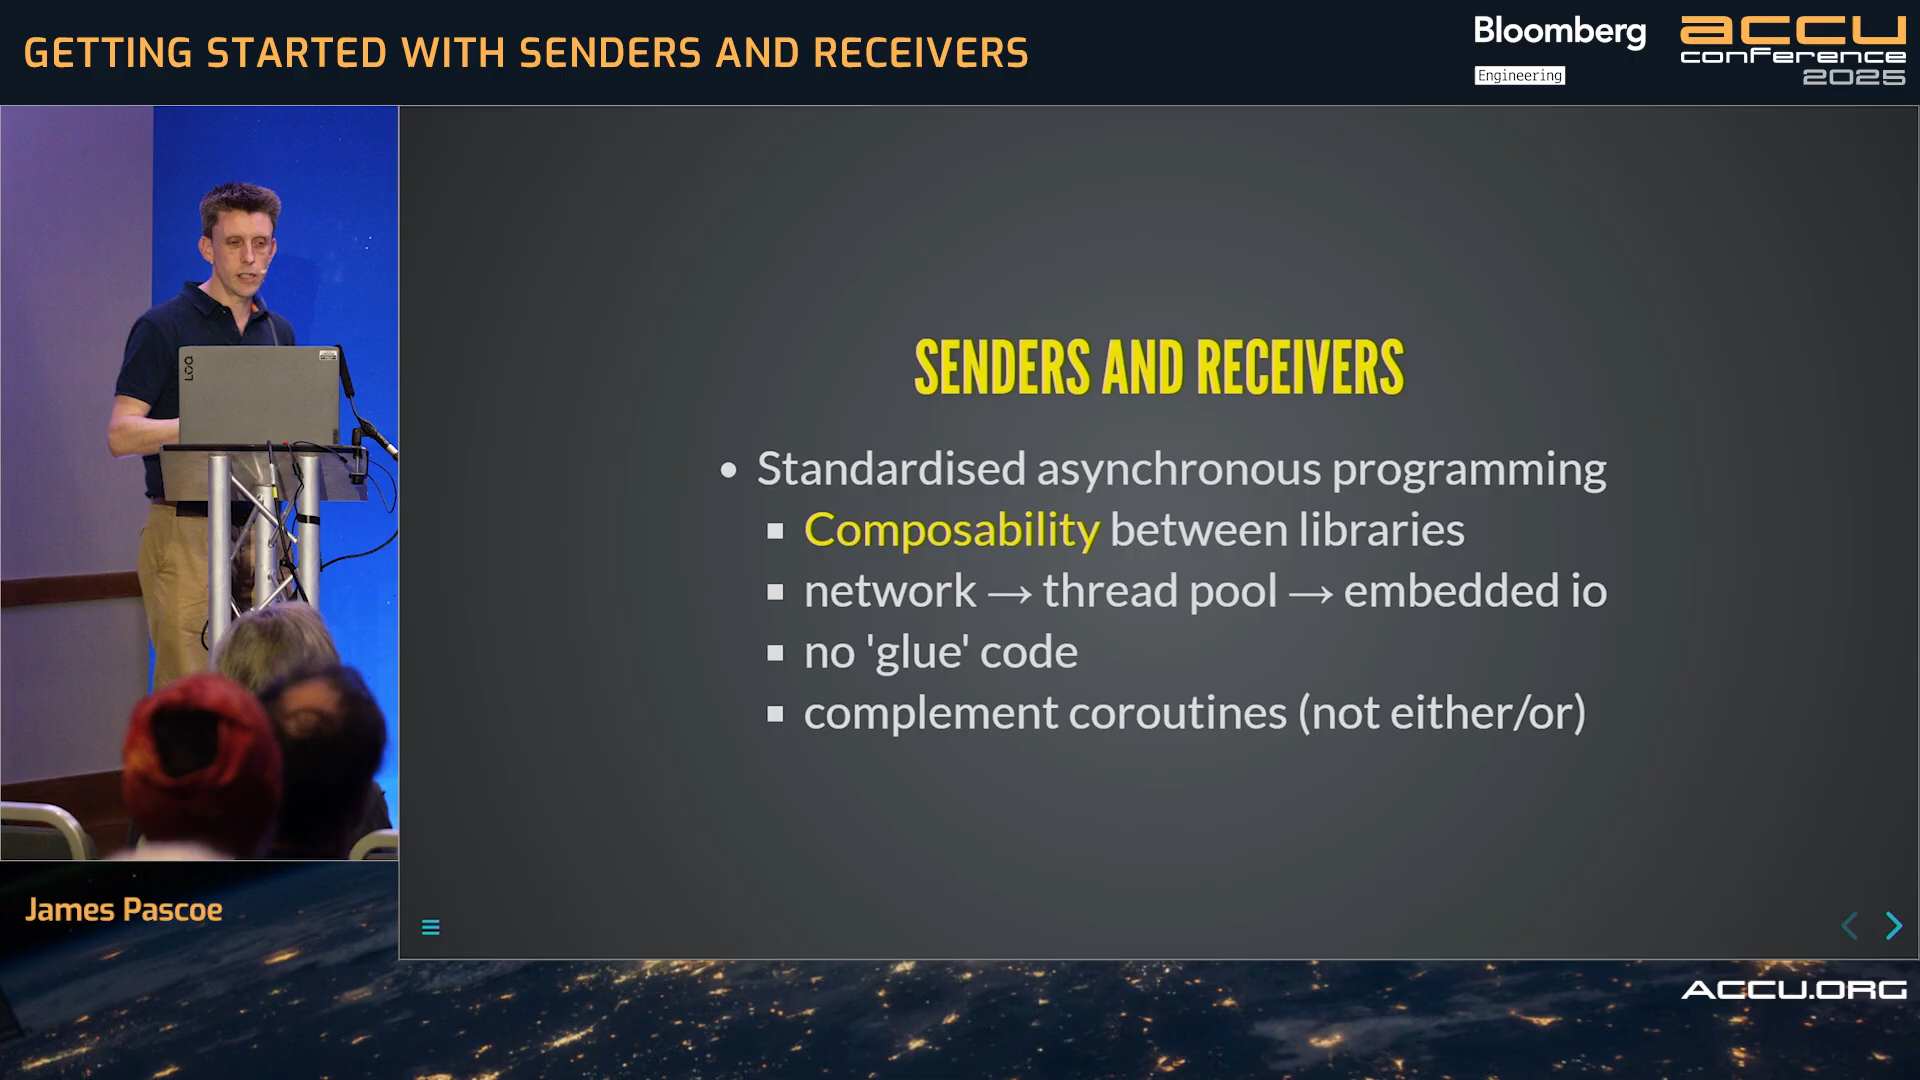 GETTING STARTED WITH SENDERS AND RECEIVERS
Bloomberg
Engineering
accu
conference
2025
LOQ
SENDERS AND RECEIVERS
• Standardised asynchronous programming
▪ Composability between libraries
▪ network → thread pool → embedded io
▪ no 'glue' code
▪ complement coroutines (not either/or)
James Pascoe
ACCU.ORG